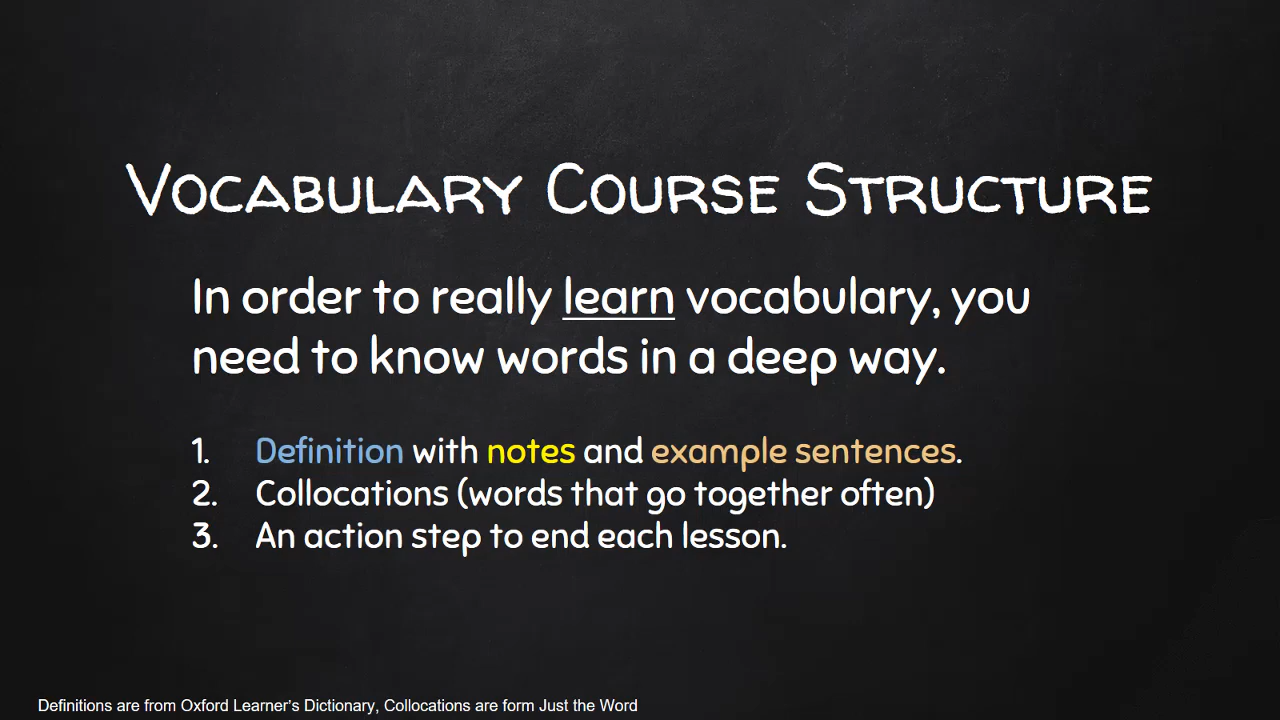 Vocabulary Course Structure
In order to really learn vocabulary, you
need to know words in a deep way.
1. Definition with notes and example sentences.
2. Collocations (words that go together often)
3. An action step to end each lesson.
Definitions are from Oxford Learner's Dictionary, Collocations are form Just the Word